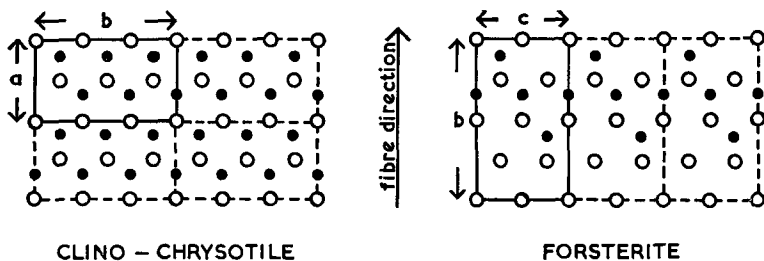 b
a
CLINO – CHRYSOTILE
fibre direction
c
b
FORSTERITE